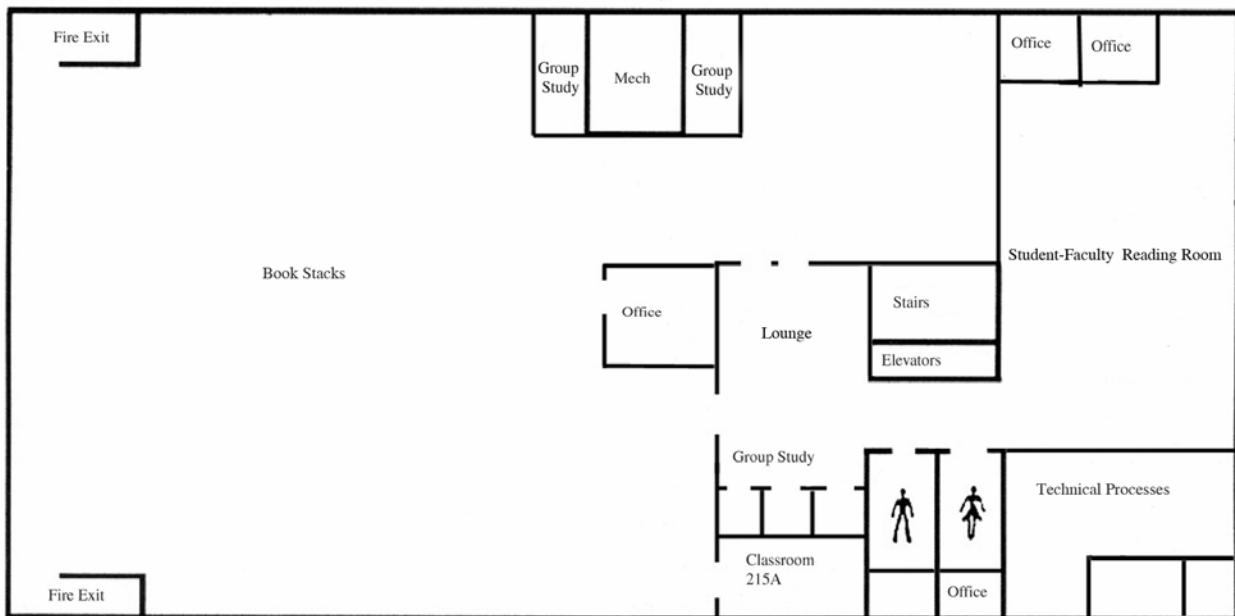 Fire Exit
Office
Office
Group
Study
Mech
Group
Study
Student-Faculty Reading Room
Book Stacks
Office
Lounge
Stairs
Elevators
Group Study
Technical Processes
Classroom
215A
Fire Exit
Office